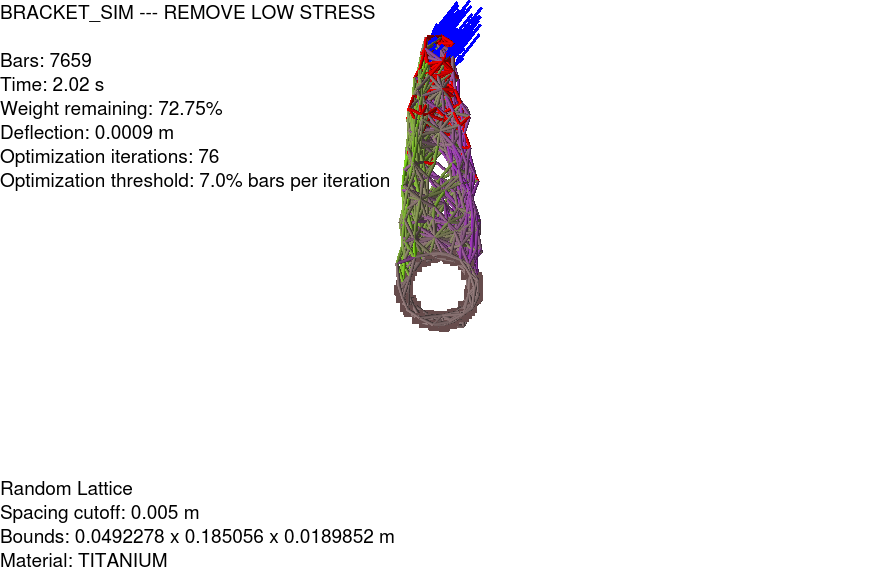 BRACKET_SIM --- REMOVE LOW STRESS
Bars: 7659
Time: 2.02 s
Weight remaining: 72.75%
Deflection: 0.0009 m
Optimization iterations: 76
Optimization threshold: 7.0% bars per iteration
Random Lattice
Spacing cutoff: 0.005 m
Bounds: 0.0492278 x 0.185056 x 0.0189852 m
Material: TITANIUM